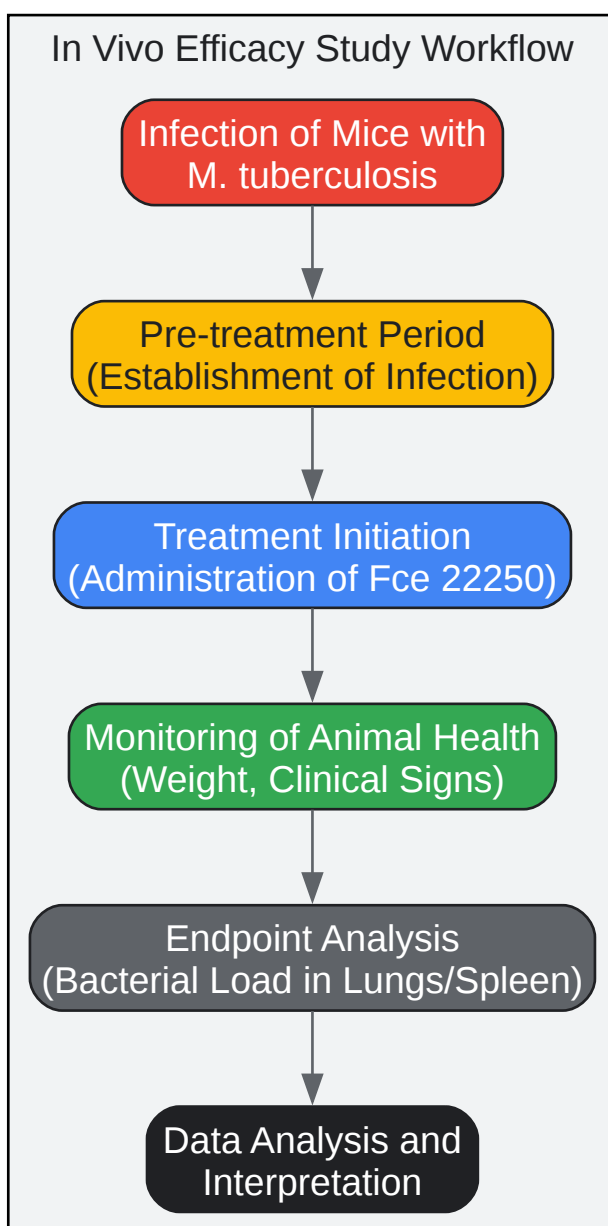 In Vivo Efficacy Study Workflow
Infection of Mice with
M. tuberculosis
Pre-treatment Period
(Establishment of Infection)
Treatment Initiation
(Administration of Fce 22250)
Monitoring of Animal Health
(Weight, Clinical Signs)
Endpoint Analysis
(Bacterial Load in Lungs/Spleen)
Data Analysis and
Interpretation